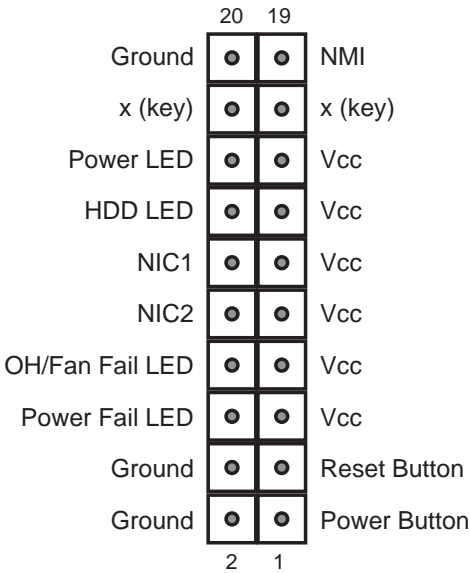 20 19
Ground NMI
x (key) x (key)
Power LED Vcc
HDD LED Vcc
NIC1 Vcc
NIC2 Vcc
OH/Fan Fail LED Vcc
Power Fail LED Vcc
Ground Reset Button
Ground Power Button
2 1